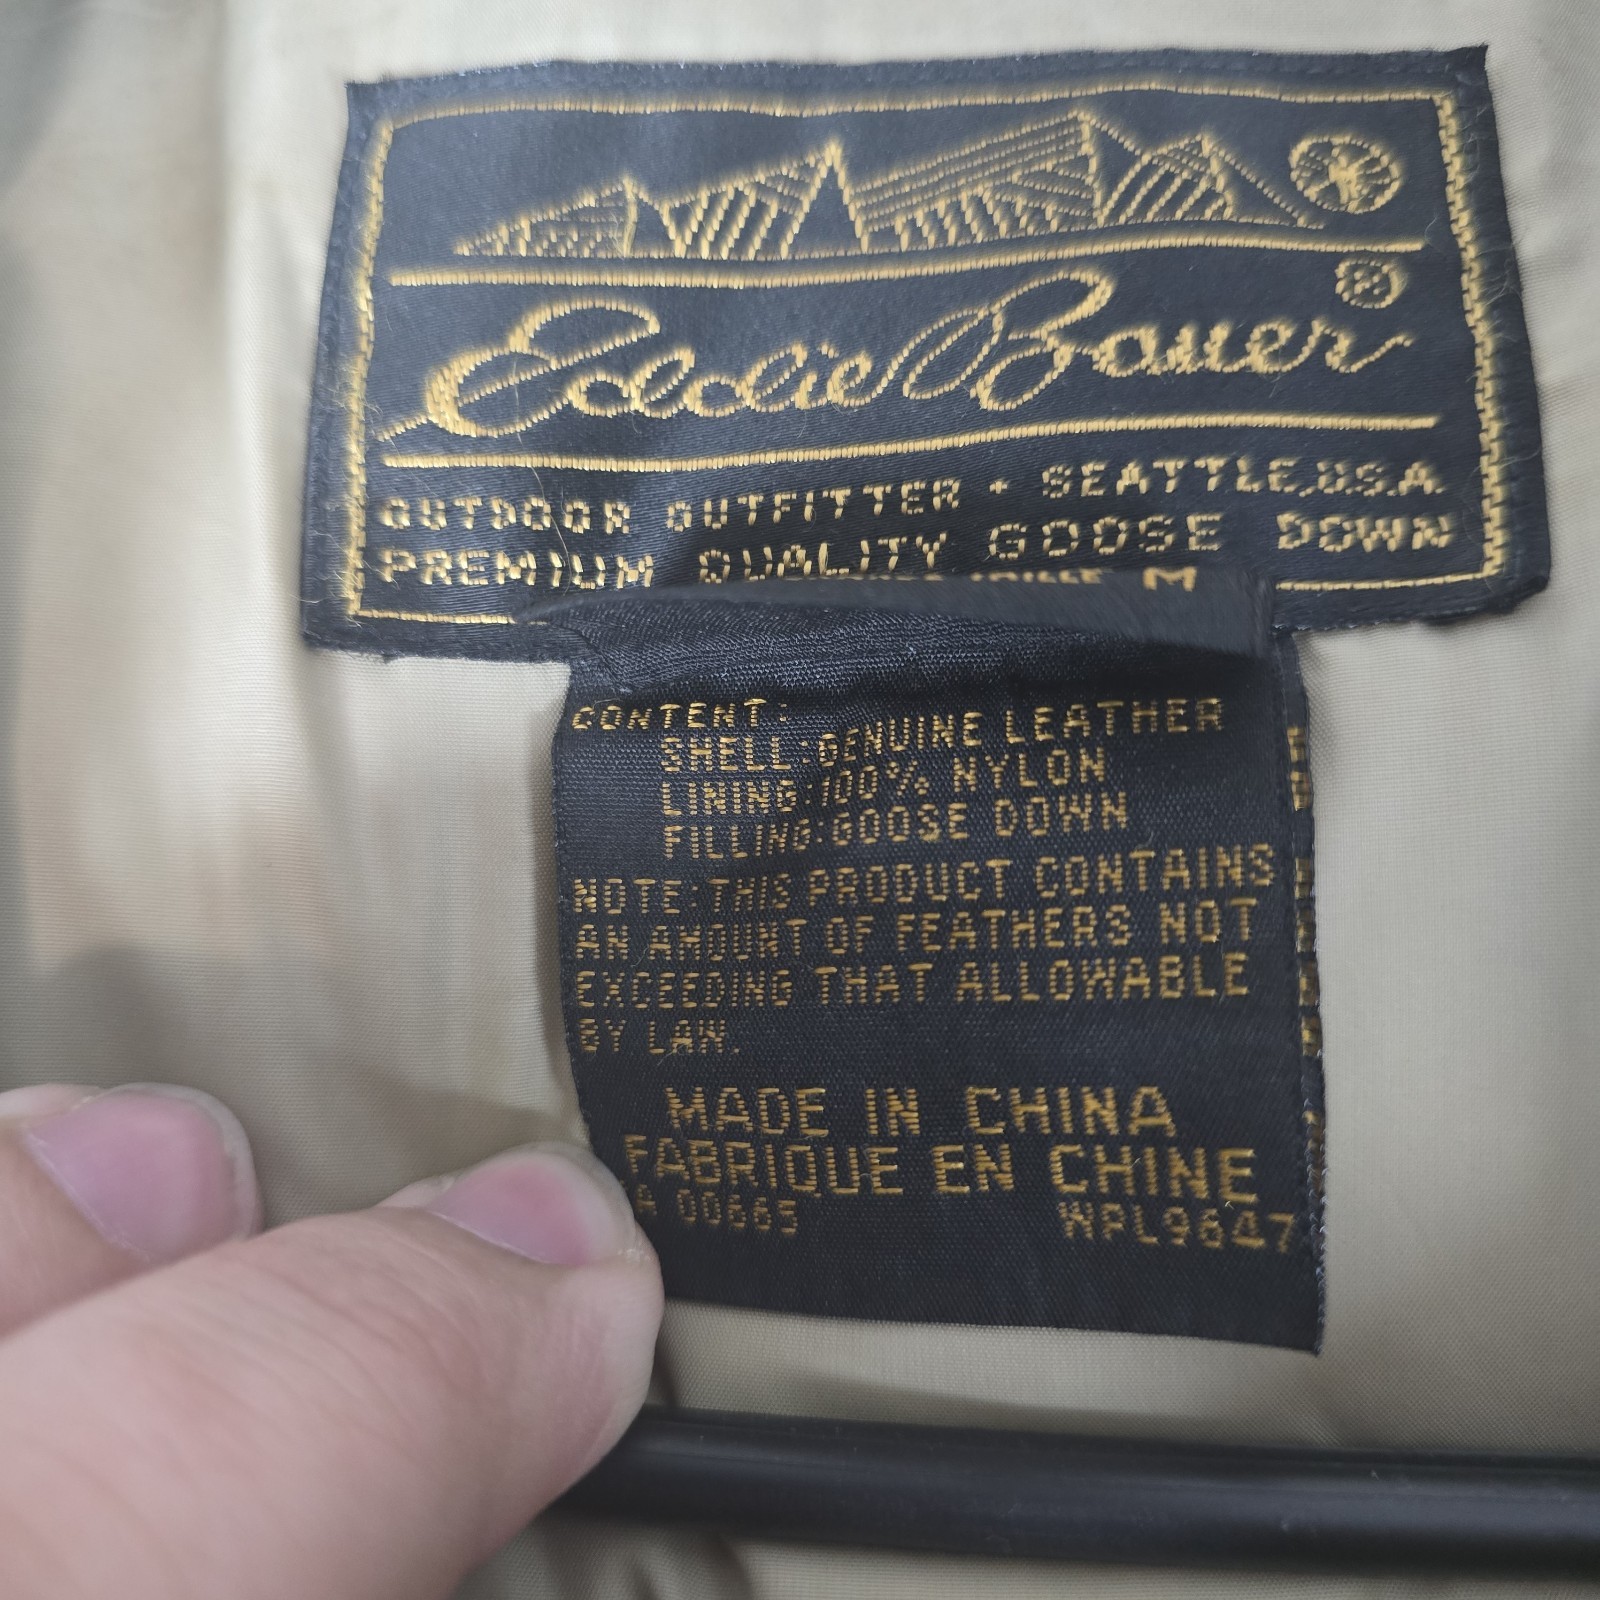 Eddie Bauer ®
OUTDOOR OUTFITTER • SEATTLE, U.S.A.
PREMIUM QUALITY GOOSE DOWN
M
CONTENT:
SHELL: GENUINE LEATHER
LINING: 100% NYLON
FILLING: GOOSE DOWN
NOTE: THIS PRODUCT CONTAINS
AN AMOUNT OF FEATHERS NOT
EXCEEDING THAT ALLOWABLE
BY LAW.
MADE IN CHINA
FABRIQUE EN CHINE
A 00665 WPL9647